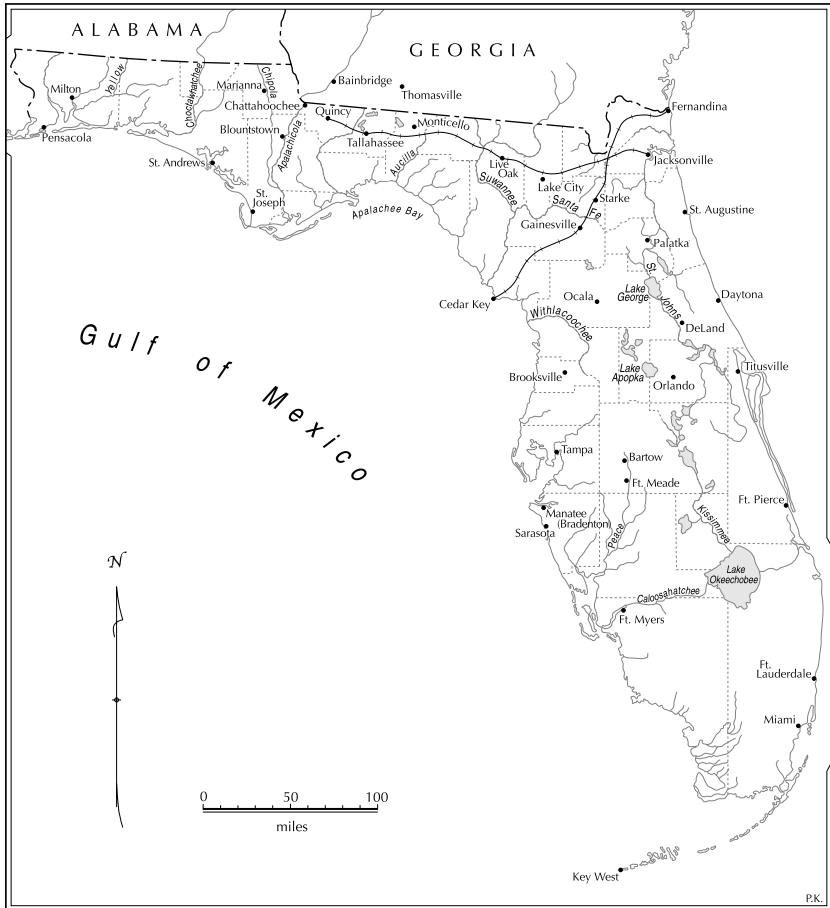 ALABAMA
GEORGIA
Milton
Yellow
Choctawhatchee
Marianna
Chipola
Bainbridge
Thomasville
Chattahoochee
Quincy
Fernandina
Pensacola
Blountstown
Apalachicola
Tallahassee
Monticello
St. Andrews
Aucilla
Live
Oak
Jacksonville
Suwannee
Lake City
St.
Joseph
Apalachee Bay
Santa Fe
Starke
St. Augustine
Gainesville
Palatka
St. Johns
Cedar Key
Ocala
Lake
George
Daytona
Withlacoochee
DeLand
Gulf of Mexico
Brooksville
Lake
Apopka
Orlando
Titusville
Tampa
Bartow
Ft. Meade
Ft. Pierce
Manatee
(Bradenton)
Sarasota
Peace
Kissimmee
N
Lake
Okeechobee
Caloosahatchee
Ft. Myers
Ft.
Lauderdale
Miami
0 50 100
miles
Key West
P.K.